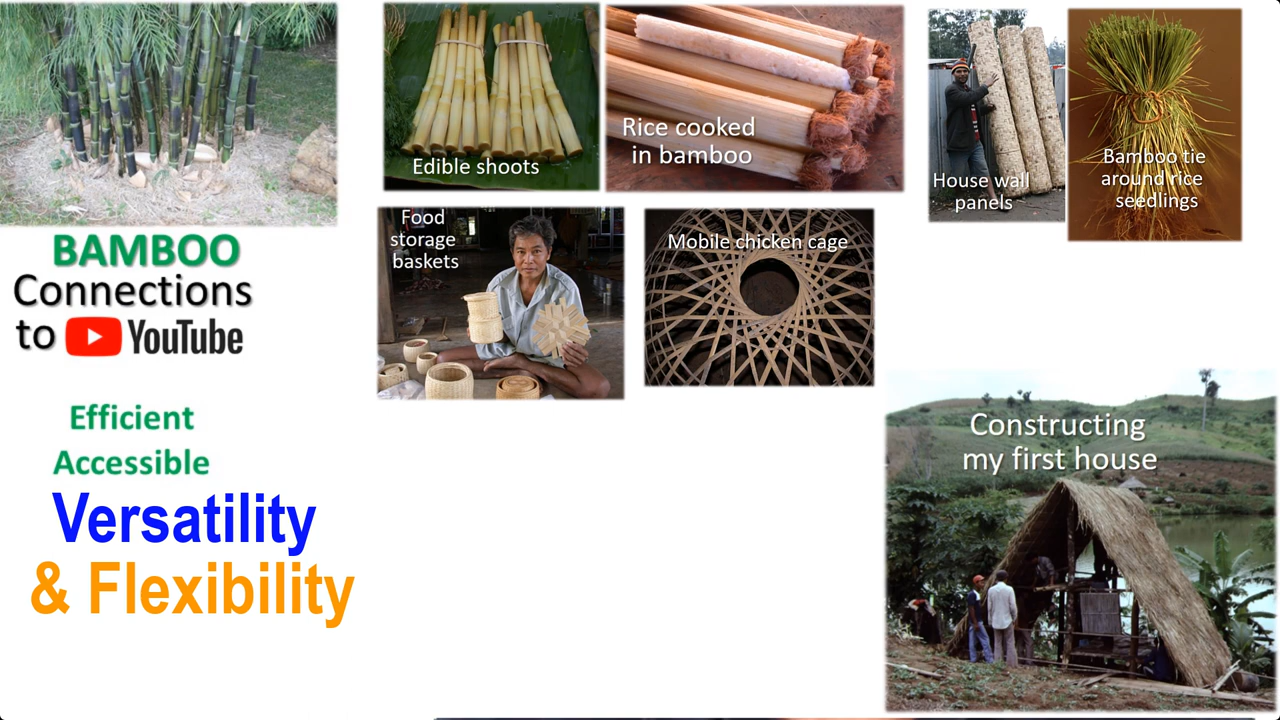 BAMBOO
Connections
to YouTube
Efficient
Accessible
Versatility
& Flexibility
Edible shoots
Rice cooked
in bamboo
House wall
panels
Bamboo tie
around rice
seedlings
Food
storage
baskets
Mobile chicken cage
Constructing
my first house